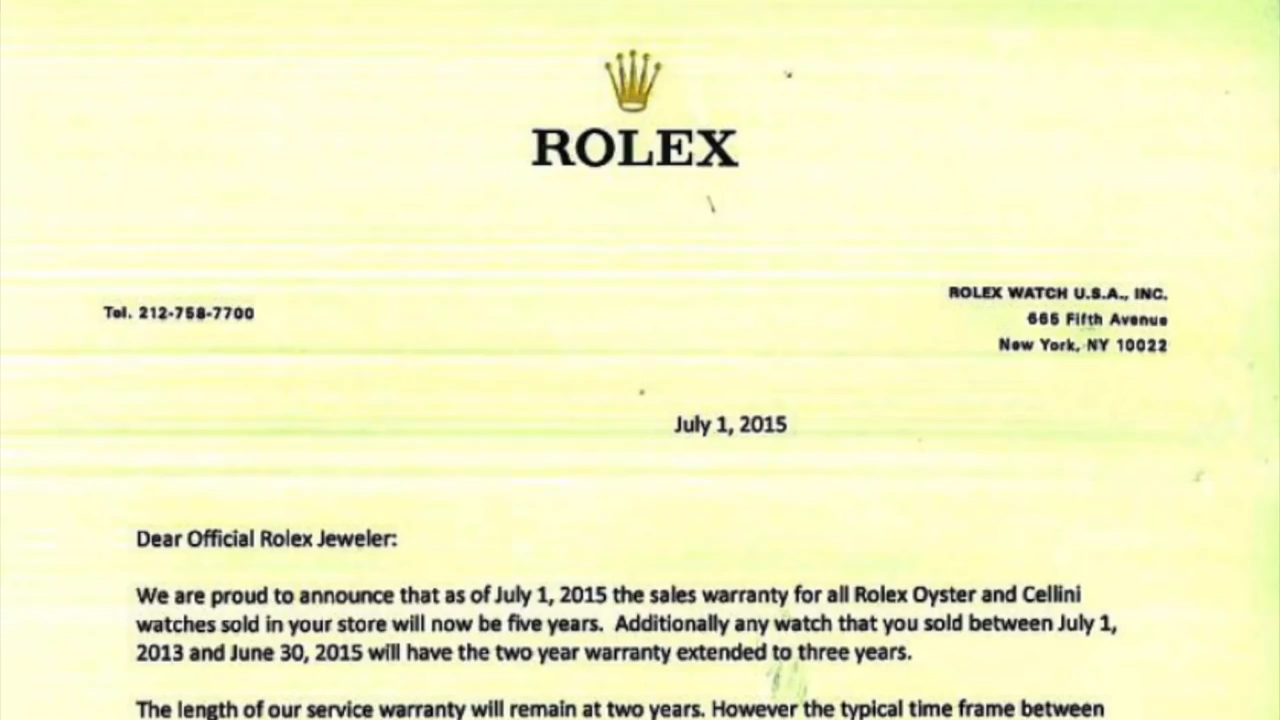 ROLEX
Tel. 212-758-7700
ROLEX WATCH U.S.A., INC.
665 Fifth Avenue
New York, NY 10022
July 1, 2015
Dear Official Rolex Jeweler:
We are proud to announce that as of July 1, 2015 the sales warranty for all Rolex Oyster and Cellini
watches sold in your store will now be five years. Additionally any watch that you sold between July 1,
2013 and June 30, 2015 will have the two year warranty extended to three years.
The length of our service warranty will remain at two years. However the typical time frame between